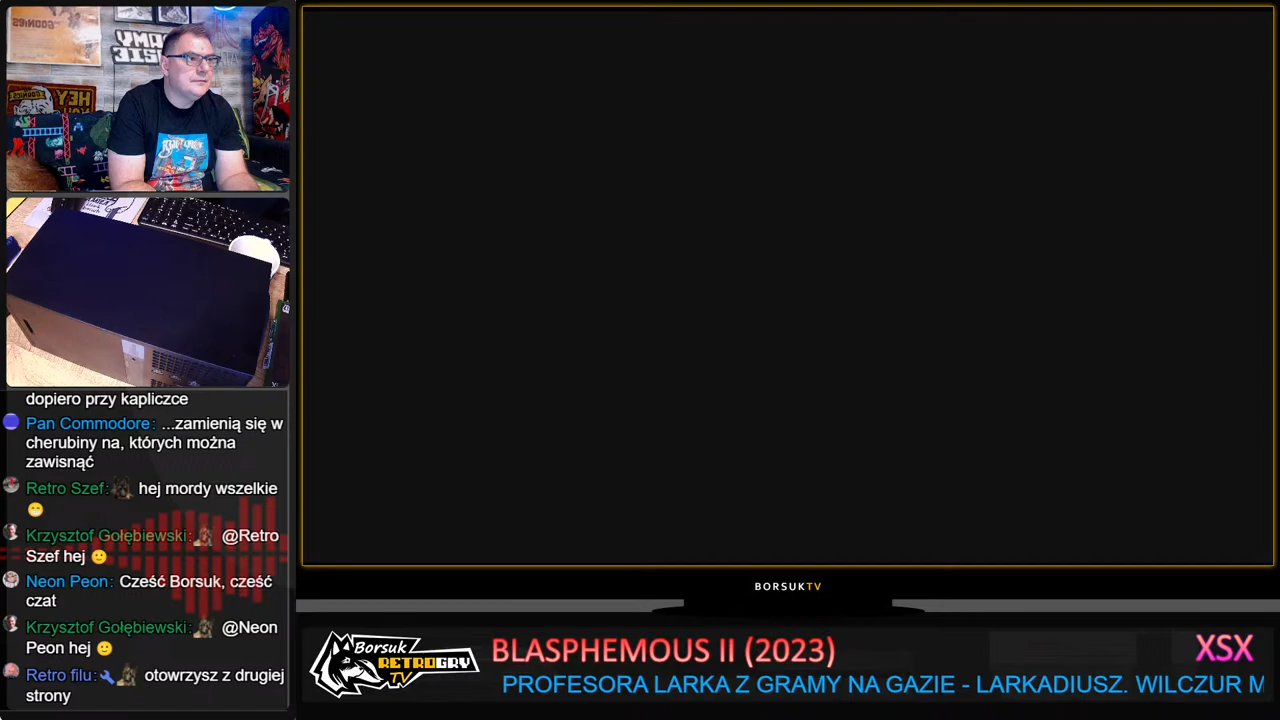 HEY
dopiero przy kapliczce
Pan Commodore: ...zamienią się w
cherubiny na, których można
zawisnąć
Retro Szef: hej mordy wszelkie
Krzysztof Gołębiewski: @Retro
Szef hej
Neon Peon: Cześć Borsuk, cześć
czat
Krzysztof Gołębiewski: @Neon
Peon hej
Retro filu: otowrzysz z drugiej
strony
BORSUKTV
Borsuk
RETROGRY
TV
BLASPHEMOUS II (2023)
XSX
PROFESORA LARKA Z GRAMY NA GAZIE - LARKADIUSZ. WILCZUR M